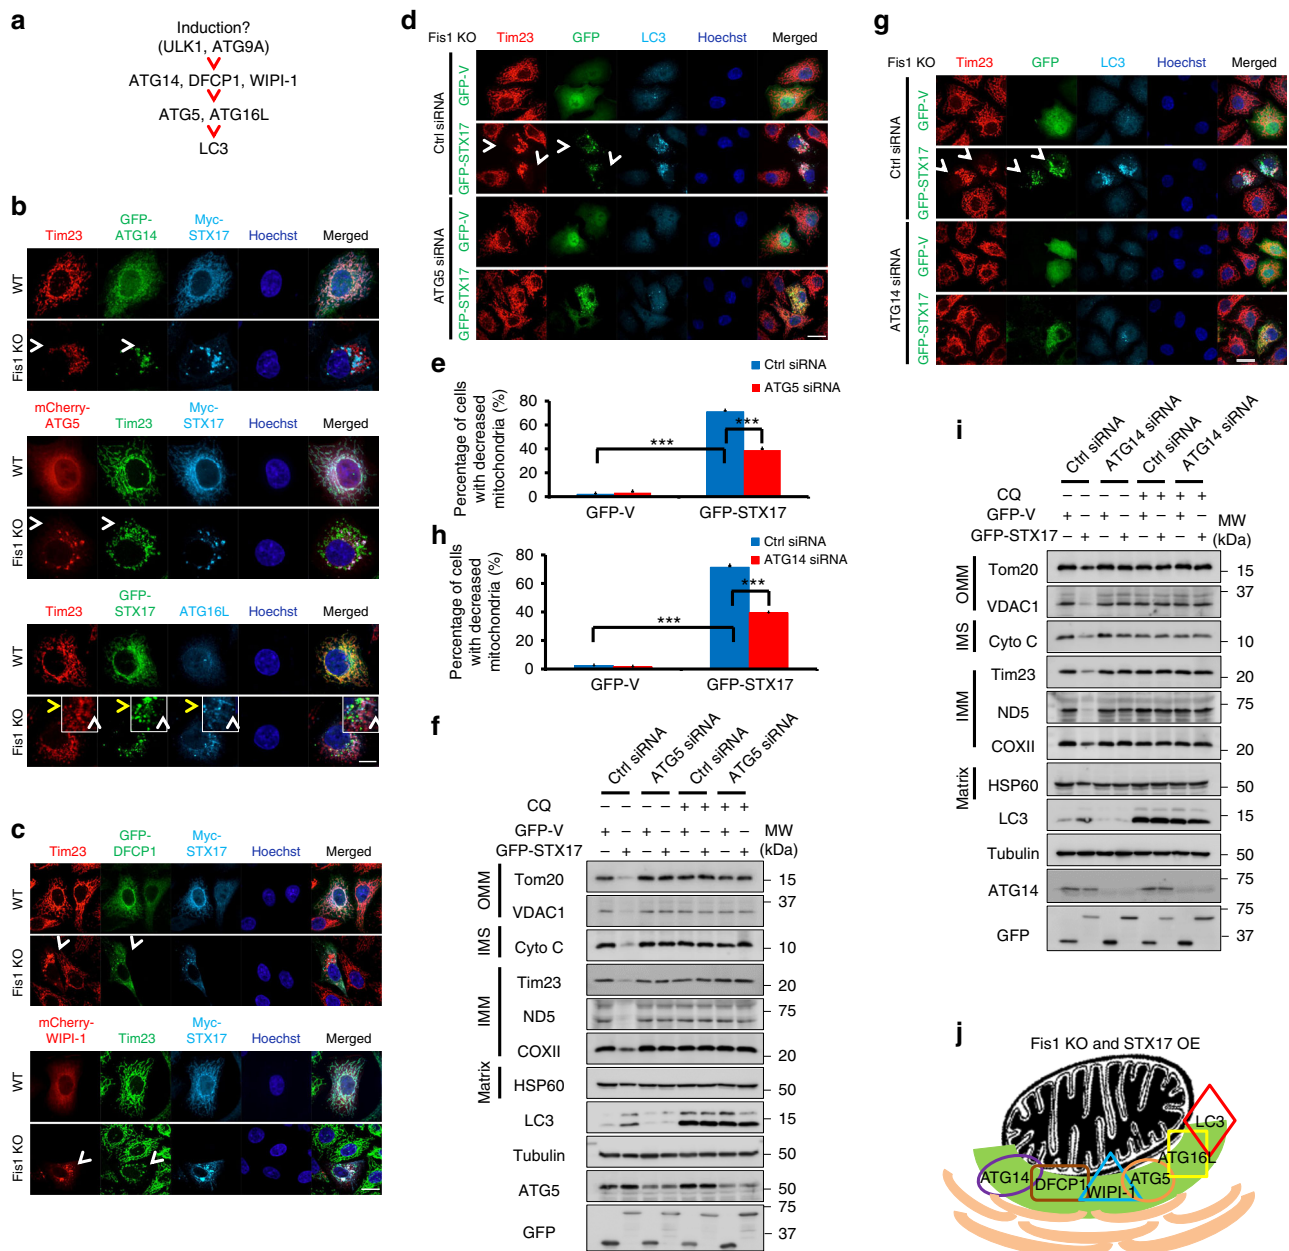 a
Induction?
(ULK1, ATG9A)
ATG14, DFCP1, WIPI-1
ATG5, ATG16L
LC3
b
Tim23 GFP-ATG14 Myc-STX17 Hoechst Merged
WT
Fis1 KO
mCherry-ATG5 Tim23 Myc-STX17 Hoechst Merged
WT
Fis1 KO
Tim23 GFP-STX17 ATG16L Hoechst Merged
WT
Fis1 KO
c
Tim23 GFP-DFCP1 Myc-STX17 Hoechst Merged
WT
Fis1 KO
mCherry-WIPI-1 Tim23 Myc-STX17 Hoechst Merged
WT
Fis1 KO
d
Fis1 KO Tim23 GFP LC3 Hoechst Merged
Ctrl siRNA
GFP-V
GFP-STX17
ATG5 siRNA
GFP-V
GFP-STX17
e
Ctrl siRNA
ATG5 siRNA
Percentage of cells with decreased mitochondria (%)
80
60
40
20
0
***
***
GFP-V GFP-STX17
h
Ctrl siRNA
ATG14 siRNA
Percentage of cells with decreased mitochondria (%)
80
60
40
20
0
***
***
GFP-V GFP-STX17
f
Ctrl siRNA ATG5 siRNA Ctrl siRNA ATG5 siRNA
CQ – – – – + + + +
GFP-V + – + – + – + – MW
GFP-STX17 – + – + – + – + (kDa)
OMM
Tom20 15
37
VDAC1
IMS
Cyto C 10
IMM
Tim23 20
ND5 75
COXII 20
Matrix
HSP60 50
LC3 15
Tubulin 50
ATG5 50
75
GFP 37
g
Fis1 KO Tim23 GFP LC3 Hoechst Merged
Ctrl siRNA
GFP-V
GFP-STX17
ATG14 siRNA
GFP-V
GFP-STX17
i
Ctrl siRNA ATG14 siRNA Ctrl siRNA ATG14 siRNA
CQ – – – – + + + +
GFP-V + – + – + – + – MW
GFP-STX17 – + – + – + – + (kDa)
OMM
Tom20 15
37
VDAC1
IMS
Cyto C 10
IMM
Tim23 20
ND5 75
COXII 20
Matrix
HSP60 50
LC3 15
Tubulin 50
ATG14 75
75
GFP 37
j
Fis1 KO and STX17 OE
LC3
ATG16L
ATG14 DFCP1 WIPI-1 ATG5